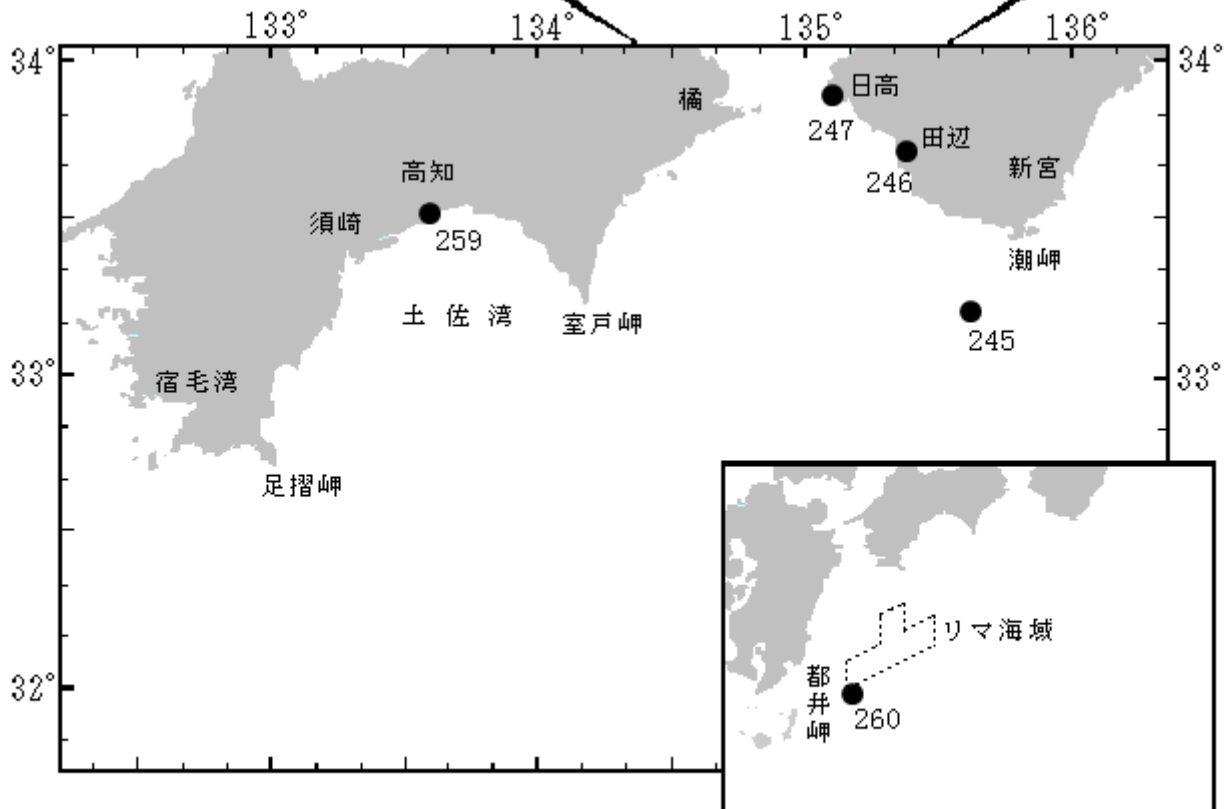 133°
134°
135°
136°
34°
34°
橘
日高
247
田辺
246
新宮
高知
須崎
259
潮岬
土佐湾
室戸岬
245
33°
33°
宿毛湾
足摺岬
リマ海域
32°
都井岬
260